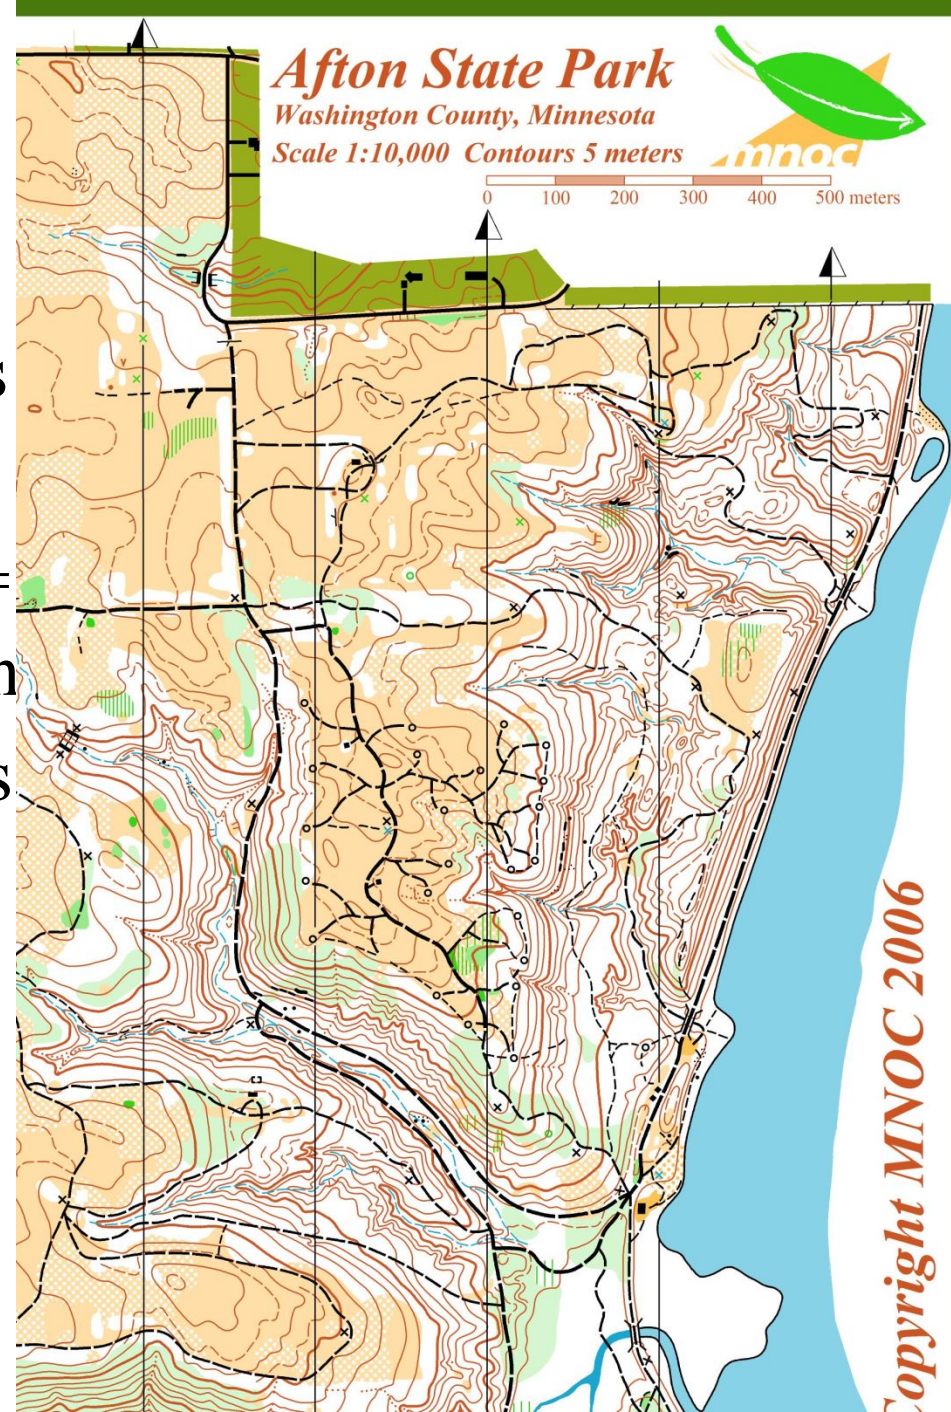 Afton State Park
Washington County, Minnesota
Scale 1:10,000 Contours 5 meters
mnoc
0 100 200 300 400 500 meters
s
=
s
Copyright MNOC 2006